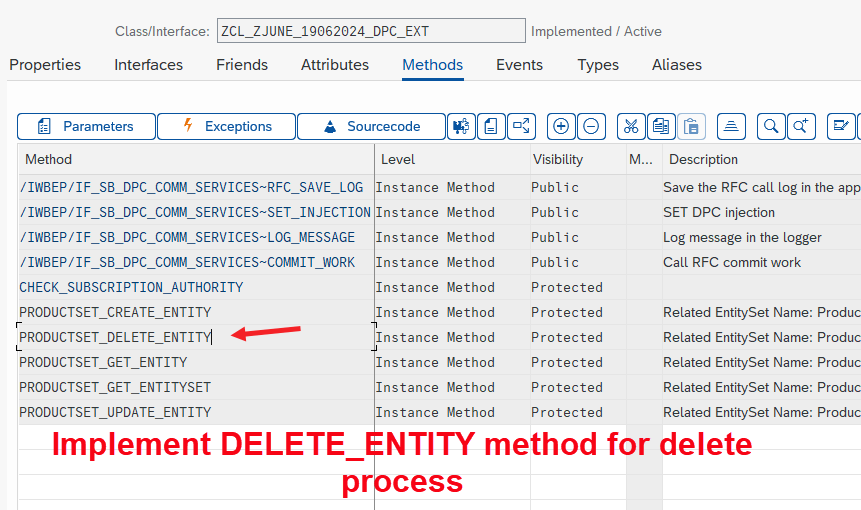 Class/Interface: ZCL_ZJUNE_19062024_DPC_EXT Implemented / Active
Properties Interfaces Friends Attributes Methods Events Types Aliases
Parameters Exceptions Sourcecode
Method Level Visibility M... Description
/IWBEP/IF_SB_DPC_COMM_SERVICES~RFC_SAVE_LOG Instance Method Public Save the RFC call log in the app
/IWBEP/IF_SB_DPC_COMM_SERVICES~SET_INJECTION Instance Method Public SET DPC injection
/IWBEP/IF_SB_DPC_COMM_SERVICES~LOG_MESSAGE Instance Method Public Log message in the logger
/IWBEP/IF_SB_DPC_COMM_SERVICES~COMMIT_WORK Instance Method Public Call RFC commit work
CHECK_SUBSCRIPTION_AUTHORITY Instance Method Protected
PRODUCTSET_CREATE_ENTITY Instance Method Protected Related EntitySet Name: Produc
PRODUCTSET_DELETE_ENTITY Instance Method Protected Related EntitySet Name: Produc
PRODUCTSET_GET_ENTITY Instance Method Protected Related EntitySet Name: Produc
PRODUCTSET_GET_ENTITYSET Instance Method Protected Related EntitySet Name: Produc
PRODUCTSET_UPDATE_ENTITY Instance Method Protected Related EntitySet Name: Produc
Implement DELETE_ENTITY method for delete
process